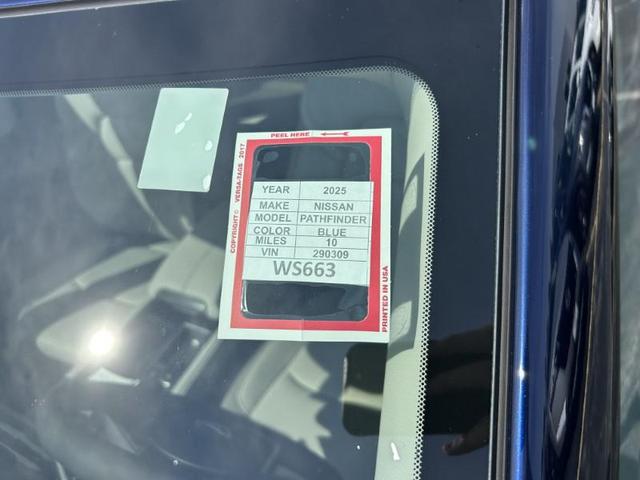 PEEL HERE
COPYRIGHT© VERSA-TAGS 2017
YEAR 2025
MAKE NISSAN
MODEL PATHFINDER
COLOR BLUE
MILES 10
VIN 290309
WS663
PRINTED IN USA